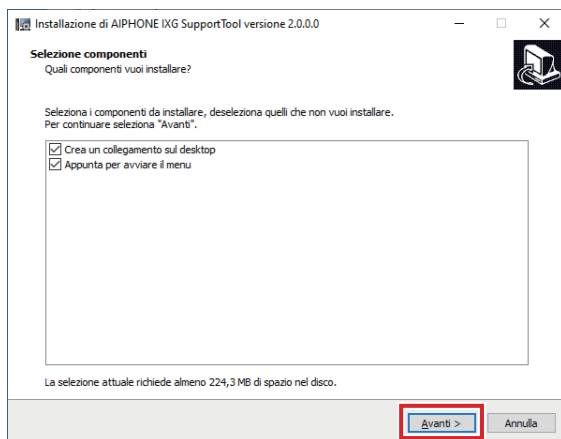 Installazione di AIPHONE IXG SupportTool versione 2.0.0.0
Selezione componenti
Quali componenti vuoi installare?
Seleziona i componenti da installare, deseleziona quelli che non vuoi installare.
Per continuare seleziona "Avanti".
Crea un collegamento sul desktop
Appunta per avviare il menu
La selezione attuale richiede almeno 224,3 MB di spazio nel disco.
Avanti >
Annulla